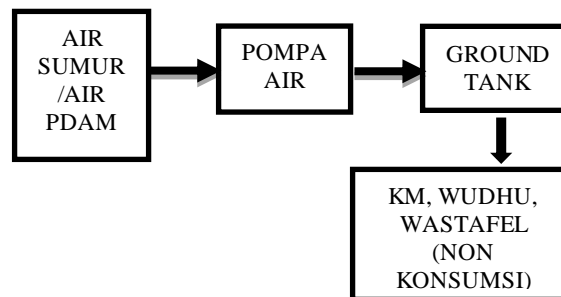 AIR
SUMUR
/AIR
PDAM
POMPA
AIR
GROUND
TANK
KM, WUDHU,
WASTAFEL
(NON
KONSUMSI)